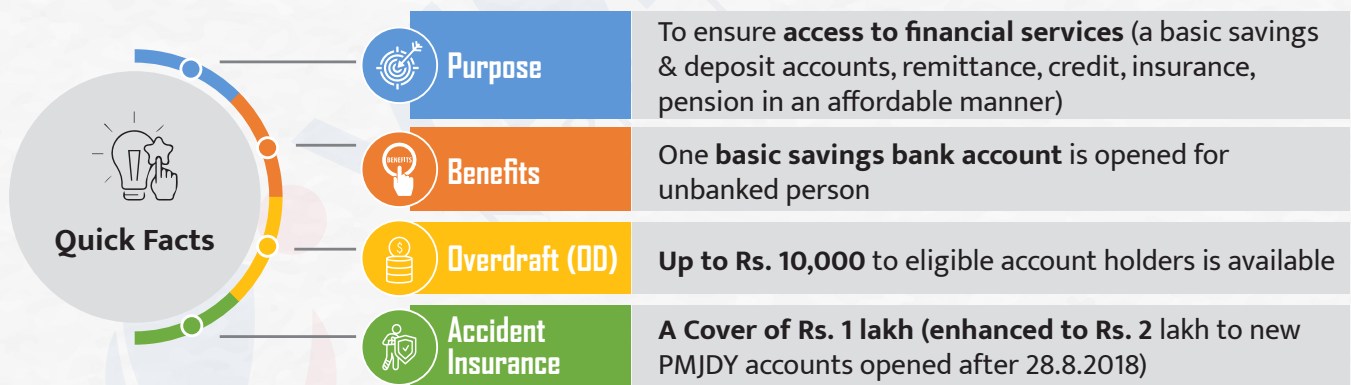 Quick Facts
Purpose
To ensure access to financial services (a basic savings
& deposit accounts, remittance, credit, insurance,
pension in an affordable manner)
BENEFITS
Benefits
One basic savings bank account is opened for
unbanked person
Overdraft (OD)
Up to Rs. 10,000 to eligible account holders is available
Accident
Insurance
A Cover of Rs. 1 lakh (enhanced to Rs. 2 lakh to new
PMJDY accounts opened after 28.8.2018)